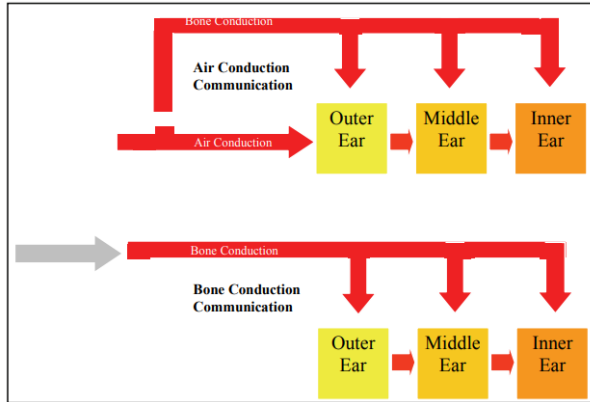 Bone Conduction
Air Conduction
Communication
Outer
Ear
Middle
Ear
Inner
Ear
Air Conduction
Bone Conduction
Bone Conduction
Communication
Outer
Ear
Middle
Ear
Inner
Ear